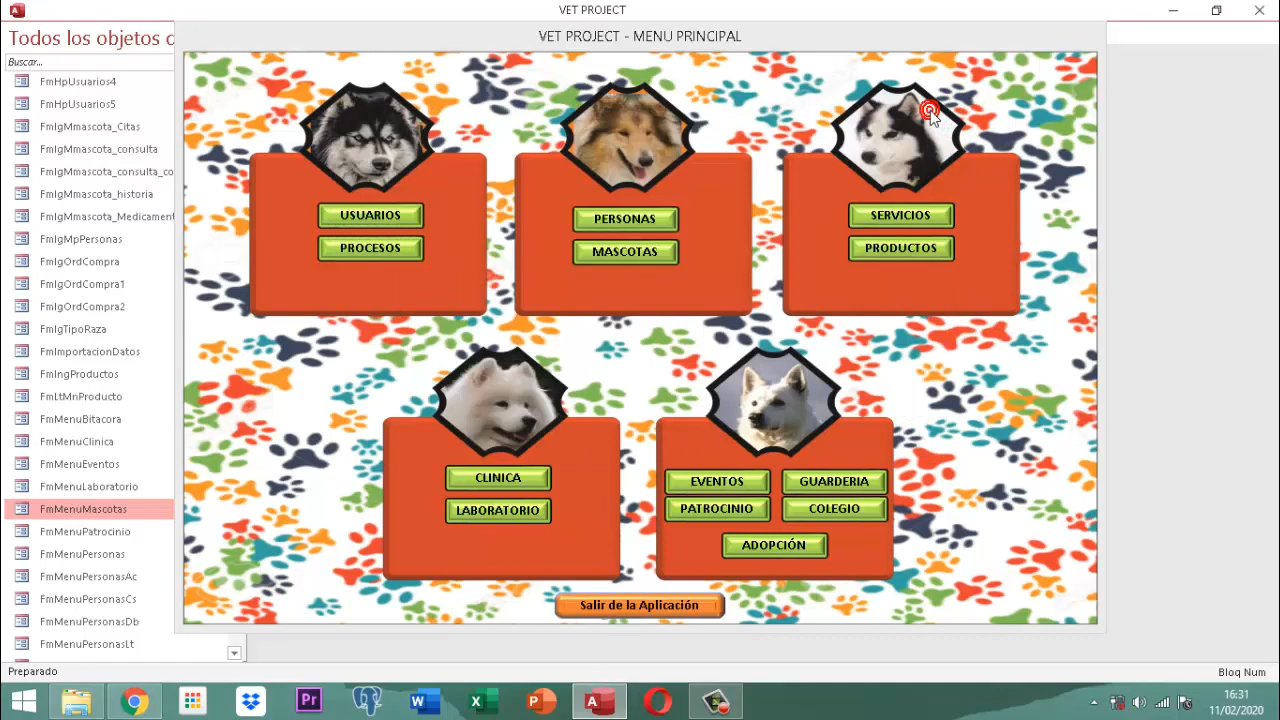 VET PROJECT
Todos los objetos d
Buscar...
FmHpUsuarios4
FmHpUsuarios5
FmIgMmascota_Citas
FmIgMmascota_consulta
FmIgMmascota_consulta_co
FmIgMmascota_historia
FmIgMmascota_Medicament
FmIgMpPersonas
FmIgOrdCompra
FmIgOrdCompra1
FmIgOrdCompra2
FmIgTipoRaza
FmImportacionDatos
FmIngProductos
FmLtMnProducto
FmMenuBitacora
FmMenuClinica
FmMenuEventos
FmMenuLaboratorio
FmMenuMascotas
FmMenuPatrocinio
FmMenuPersonas
FmMenuPersonasAc
FmMenuPersonasCs
FmMenuPersonasDb
FmMenuPersonasLt
VET PROJECT - MENU PRINCIPAL
USUARIOS
PROCESOS
PERSONAS
MASCOTAS
SERVICIOS
PRODUCTOS
CLINICA
LABORATORIO
EVENTOS
GUARDERIA
PATROCINIO
COLEGIO
ADOPCIÓN
Salir de la Aplicación
Preparado
Bloq Num
Pr
W
X
P
A
16:31
11/02/2020